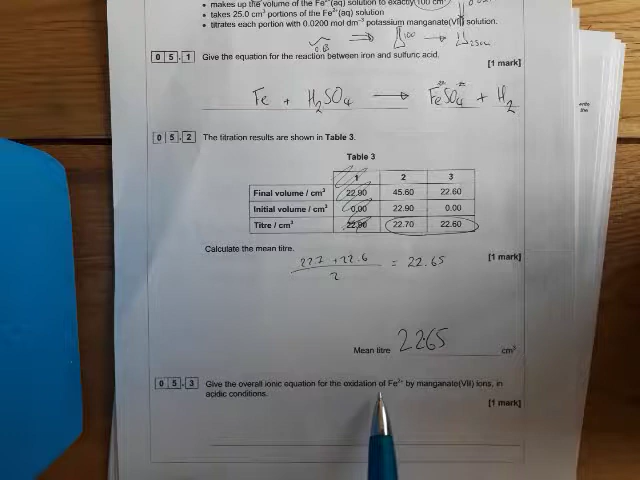 • makes up the volume of the Fe²⁺(aq) solution to exactly 100 cm³
• takes 25.0 cm³ portions of the Fe²⁺(aq) solution
• titrates each portion with 0.0200 mol dm⁻³ potassium manganate(VII) solution.
100
25cm
0 5 . 1 Give the equation for the reaction between iron and sulfuric acid.
[1 mark]
Fe + H₂SO₄ → FeSO₄ + H₂
0 5 . 2 The titration results are shown in Table 3.
Table 3
1 2 3
Final volume / cm³ 22.90 45.60 22.60
Initial volume / cm³ 0.00 22.90 0.00
Titre / cm³ 22.90 22.70 22.60
Calculate the mean titre.
[1 mark]
22.7 + 22.6 / 2 = 22.65
Mean titre 22.65 cm³
0 5 . 3 Give the overall ionic equation for the oxidation of Fe²⁺ by manganate(VII) ions, in
acidic conditions.
[1 mark]